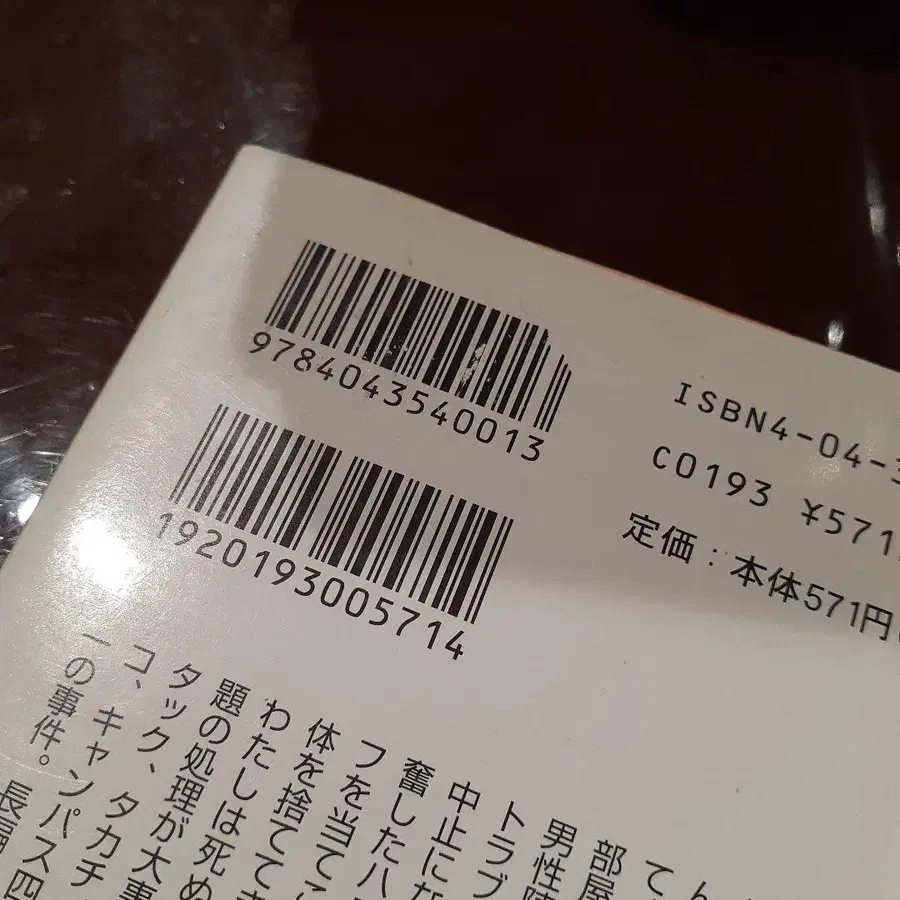 9784043540013
1920193005714
ISBN4-04-3
C0193 ¥571
定価：本体571円
ん
て
部屋
男性
トラブ
中止にな
奮したハ
フを当て
体を捨てて
わたしは死
題の処理が大事
タック、タカチ
コ、キャンパス四
一の事件。長